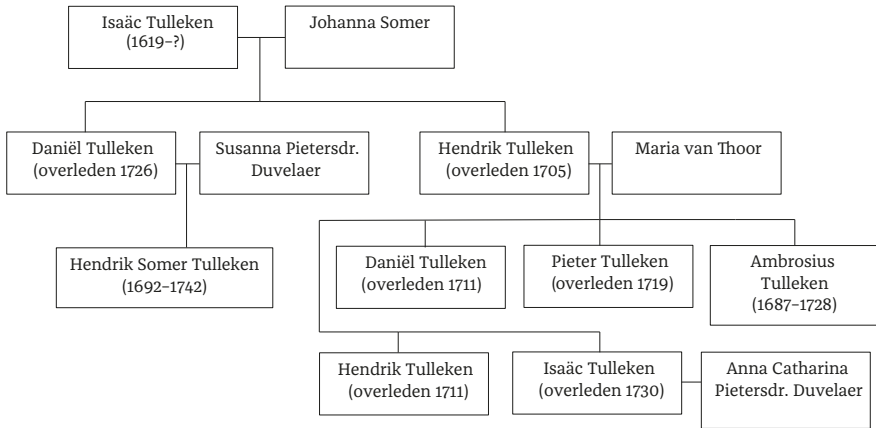 Isaäc Tulleken
(1619–?)
Johanna Somer
Daniël Tulleken
(overleden 1726)
Susanna Pietersdr.
Duvelaer
Hendrik Tulleken
(overleden 1705)
Maria van Thoor
Hendrik Somer Tulleken
(1692–1742)
Daniël Tulleken
(overleden 1711)
Pieter Tulleken
(overleden 1719)
Ambrosius
Tulleken
(1687–1728)
Hendrik Tulleken
(overleden 1711)
Isaäc Tulleken
(overleden 1730)
Anna Catharina
Pietersdr. Duvelaer